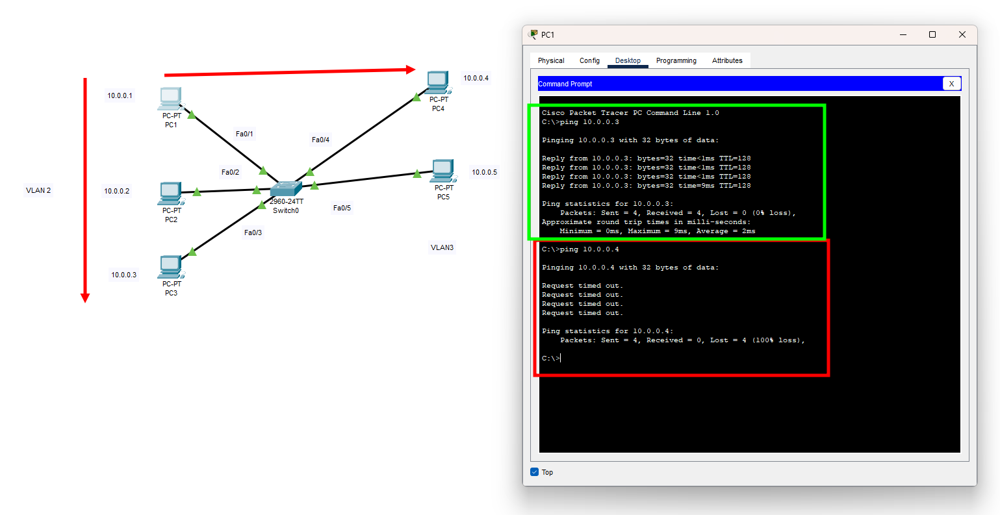 10.0.0.1
PC-PT
PC1
Fa0/1
Fa0/2
VLAN 2
10.0.0.2
PC-PT
PC2
2960-24TT
Switch0
Fa0/3
10.0.0.3
PC-PT
PC3
10.0.0.4
PC-PT
PC4
Fa0/4
10.0.0.5
PC-PT
PC5
Fa0/5
VLAN3
PC1
Physical Config Desktop Programming Attributes
Command Prompt X
Cisco Packet Tracer PC Command Line 1.0
C:\>ping 10.0.0.3
Pinging 10.0.0.3 with 32 bytes of data:
Reply from 10.0.0.3: bytes=32 time<1ms TTL=128
Reply from 10.0.0.3: bytes=32 time<1ms TTL=128
Reply from 10.0.0.3: bytes=32 time<1ms TTL=128
Reply from 10.0.0.3: bytes=32 time=9ms TTL=128
Ping statistics for 10.0.0.3:
Packets: Sent = 4, Received = 4, Lost = 0 (0% loss),
Approximate round trip times in milli-seconds:
Minimum = 0ms, Maximum = 9ms, Average = 2ms
C:\>ping 10.0.0.4
Pinging 10.0.0.4 with 32 bytes of data:
Request timed out.
Request timed out.
Request timed out.
Request timed out.
Ping statistics for 10.0.0.4:
Packets: Sent = 4, Received = 0, Lost = 4 (100% loss),
C:\>
Top